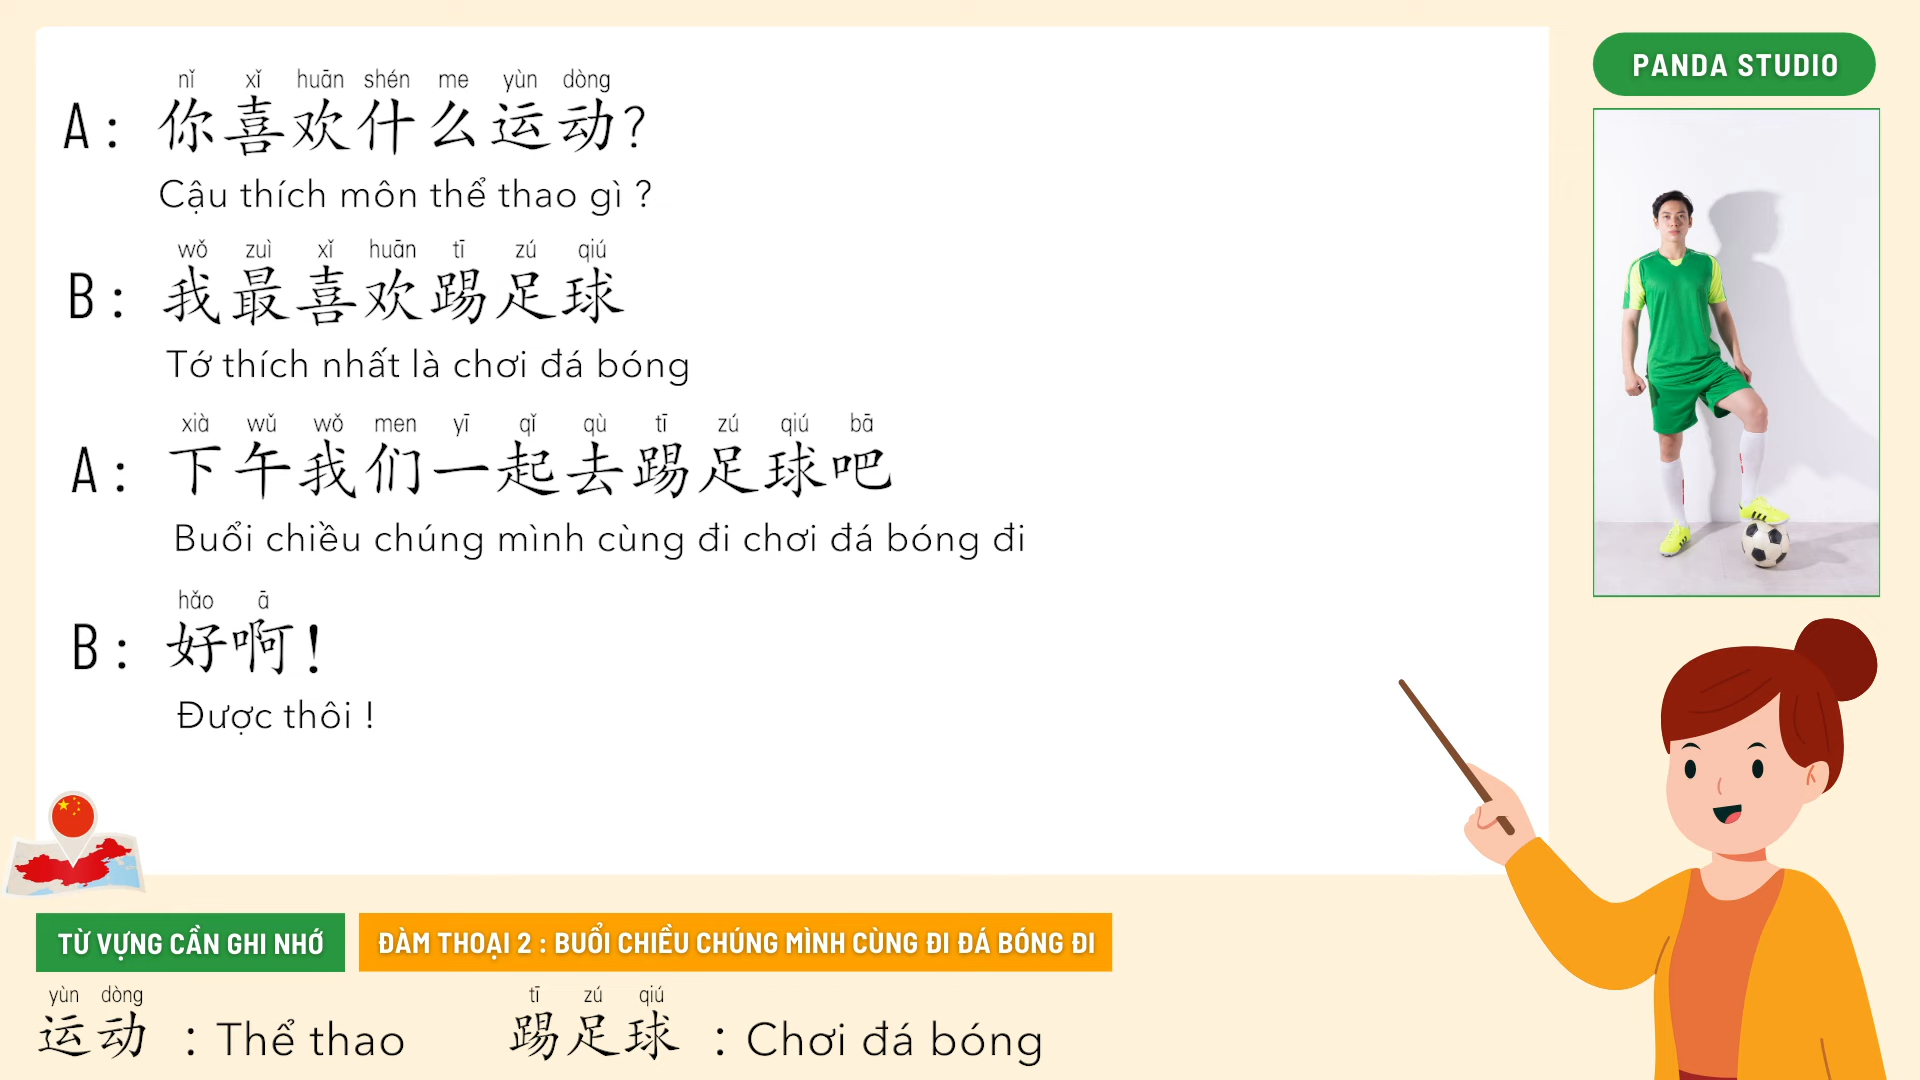 PANDA STUDIO
nǐ xǐ huān shén me yùn dòng
A : 你喜欢什么运动?
Cậu thích môn thể thao gì ?
wǒ zuì xǐ huān tī zú qiú
B : 我最喜欢踢足球
Tớ thích nhất là chơi đá bóng
xià wǔ wǒ men yī qǐ qù tī zú qiú bā
A : 下午我们一起去踢足球吧
Buổi chiều chúng mình cùng đi chơi đá bóng đi
hǎo ā
B : 好啊!
Được thôi !
TỪ VỰNG CẦN GHI NHỚ
ĐÀM THOẠI 2 : BUỔI CHIỀU CHÚNG MÌNH CÙNG ĐI ĐÁ BÓNG ĐI
yùn dòng
运动 : Thể thao
tī zú qiú
踢足球 : Chơi đá bóng